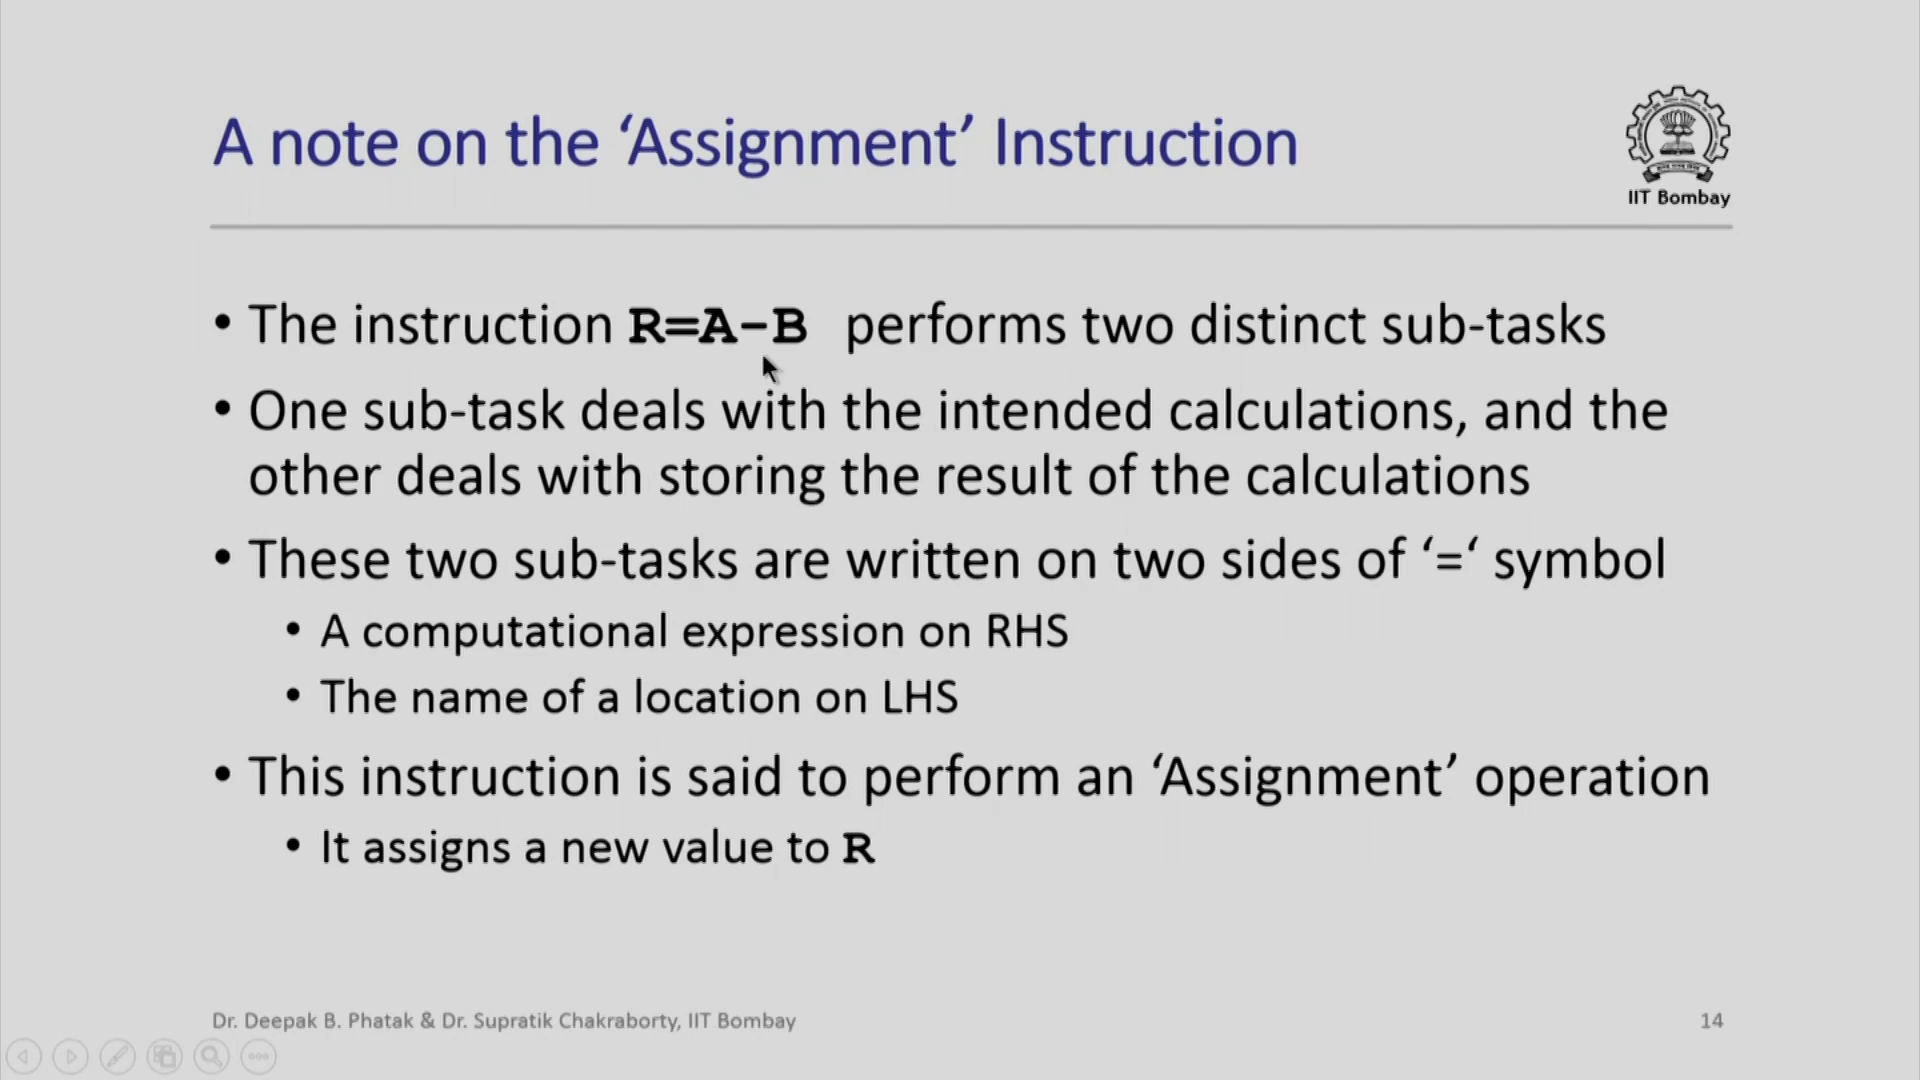 A note on the ‘Assignment’ Instruction
IIT Bombay
• The instruction R=A-B performs two distinct sub-tasks
• One sub-task deals with the intended calculations, and the
other deals with storing the result of the calculations
• These two sub-tasks are written on two sides of ‘=‘ symbol
• A computational expression on RHS
• The name of a location on LHS
• This instruction is said to perform an ‘Assignment’ operation
• It assigns a new value to R
Dr. Deepak B. Phatak & Dr. Supratik Chakraborty, IIT Bombay
14